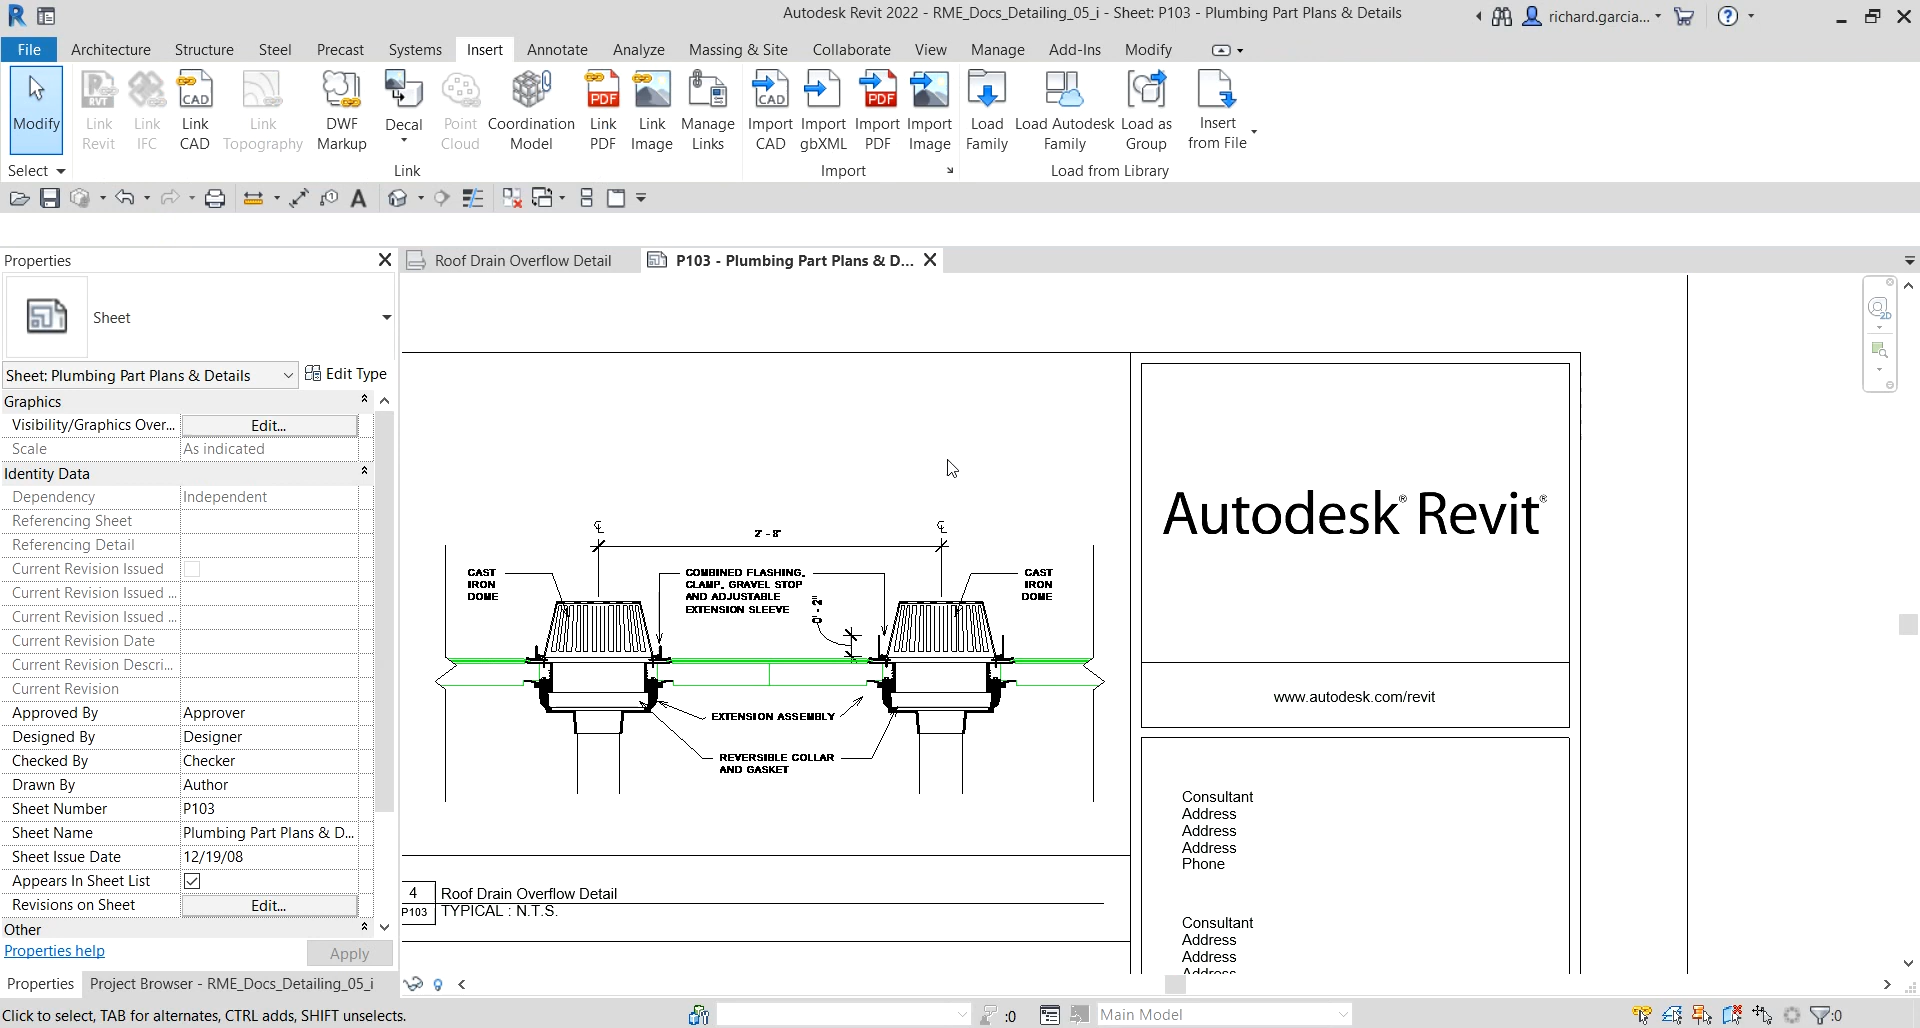 Autodesk Revit 2022 - RME_Docs_Detailing_05_i - Sheet: P103 - Plumbing Part Plans & Details
richard.garcia...
File Architecture Structure Steel Precast Systems Insert Annotate Analyze Massing & Site Collaborate View Manage Add-Ins Modify
Modify
Link Revit
Link IFC
Link CAD
Link Topography
DWF Markup
Decal
Point Cloud
Coordination Model
Link PDF
Link Image
Manage Links
Import CAD
Import gbXML
Import PDF
Import Image
Load Family
Load Autodesk Family
Load as Group
Insert from File
Select
Link
Import
Load from Library
Properties
Roof Drain Overflow Detail
P103 - Plumbing Part Plans & D...
Sheet
Sheet: Plumbing Part Plans & Details
Edit Type
Graphics
Visibility/Graphics Over... Edit...
Scale As indicated
Identity Data
Dependency Independent
Referencing Sheet
Referencing Detail
Current Revision Issued
Current Revision Issued ...
Current Revision Issued ...
Current Revision Date
Current Revision Descri...
Current Revision
Approved By Approver
Designed By Designer
Checked By Checker
Drawn By Author
Sheet Number P103
Sheet Name Plumbing Part Plans & D...
Sheet Issue Date 12/19/08
Appears In Sheet List
Revisions on Sheet Edit...
Other
Properties help
Apply
Properties
Project Browser - RME_Docs_Detailing_05_i
2' - 8"
CAST
IRON
DOME
COMBINED FLASHING,
CLAMP, GRAVEL STOP
AND ADJUSTABLE
EXTENSION SLEEVE
0' - 2"
CAST
IRON
DOME
EXTENSION ASSEMBLY
REVERSIBLE COLLAR
AND GASKET
4
P103
Roof Drain Overflow Detail
TYPICAL : N.T.S.
Autodesk® Revit®
www.autodesk.com/revit
Consultant
Address
Address
Address
Phone
Consultant
Address
Address
Address
2D
Click to select, TAB for alternates, CTRL adds, SHIFT unselects.
:0
Main Model
:0